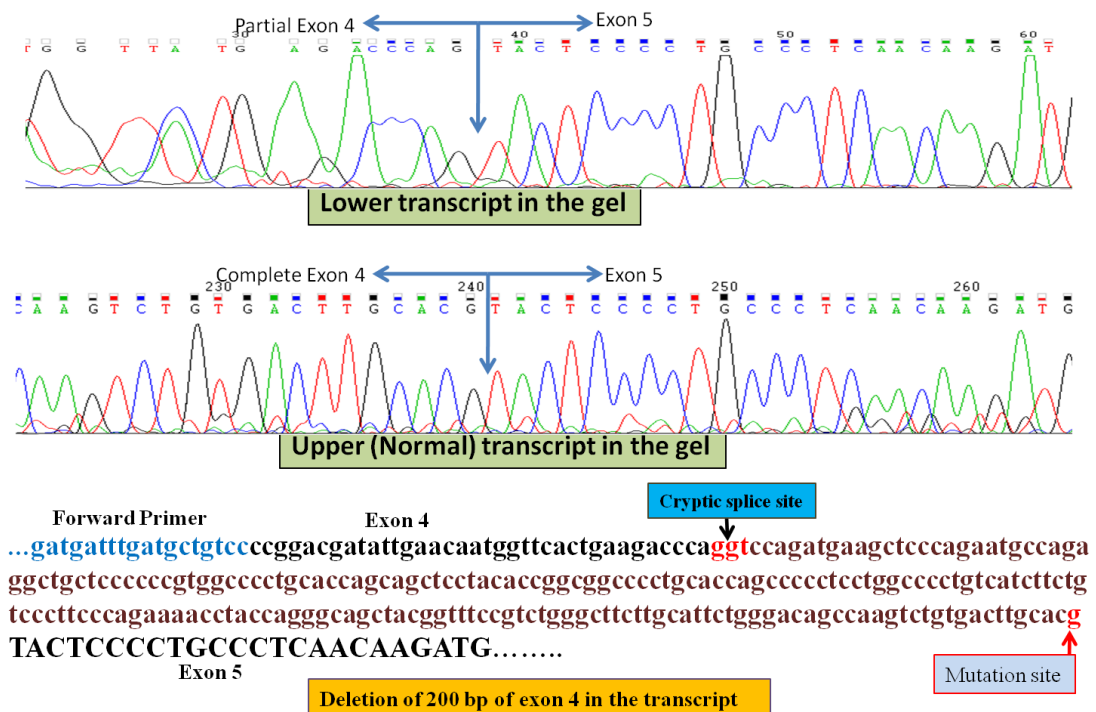 Partial Exon 4 Exon 5
30 40 50 60
T G G T T A T G A G A C C C A G T A C T C C C C T G C C C T C A A C A A G A T
Lower transcript in the gel
Complete Exon 4 Exon 5
230 240 250 260
C A A G T C T G T G A C T T G C A C G T A C T C C C C T G C C C T C A A C A A G A T G
Upper (Normal) transcript in the gel
Cryptic splice site
Forward Primer Exon 4
…gatgatttgatgctgtccccggacgatattgaacaatggttcactgaagacccaggtccagatgaagctcccagaatgccaga
ggctgctccccccgtggcccctgcaccagcagctcctacaccggcggcccctgcaccagccccctcctggcccctgtcatcttctg
tcccttcccagaaaacctaccagggcagctacggtttccgtctgggcttcttgcattctgggacagccaagtctgtgacttgcacg
TACTCCCCTGCCCTCAACAAGATG……..
Exon 5
Mutation site
Deletion of 200 bp of exon 4 in the transcript